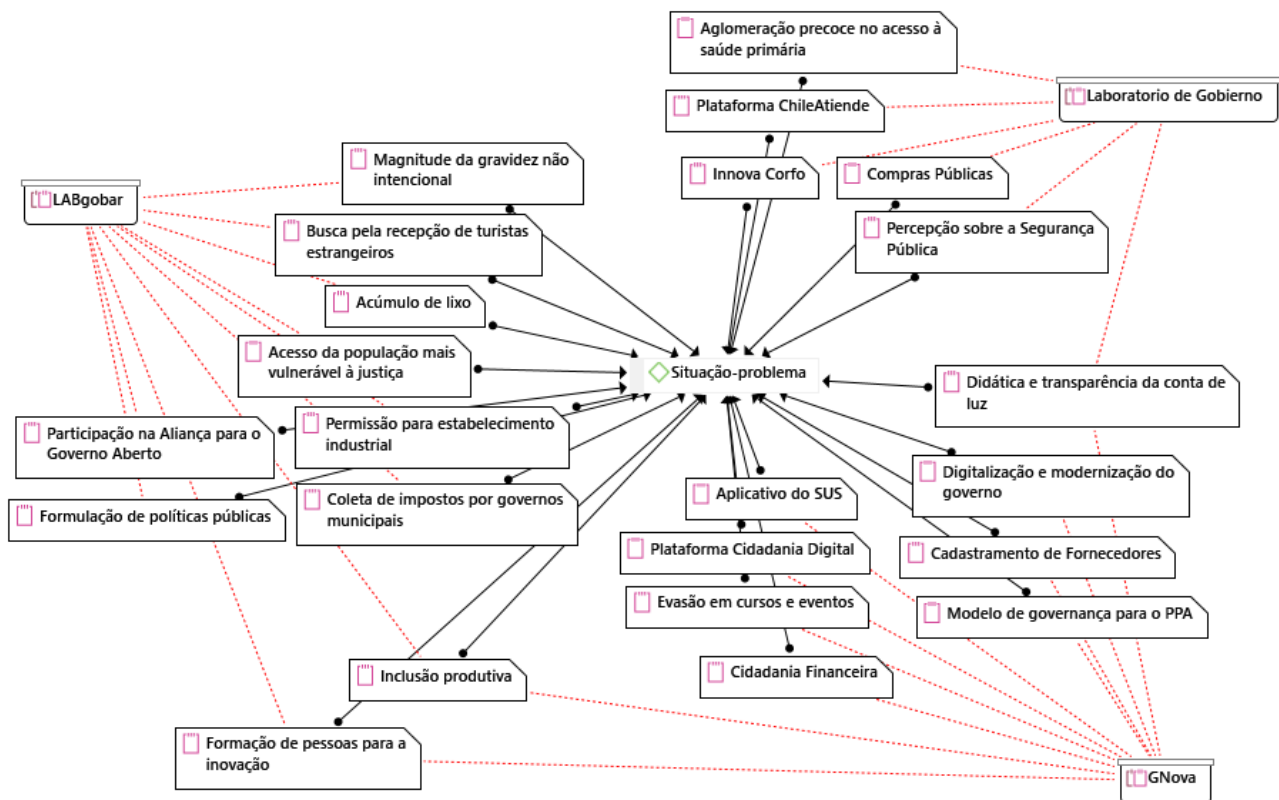 Aglomeração precoce no acesso à
saúde primária
Laboratorio de Gobierno
Plataforma ChileAtiende
Magnitude da gravidez não
intencional
Innova Corfo
Compras Públicas
LABgobar
Busca pela recepção de turistas
estrangeiros
Percepção sobre a Segurança
Pública
Acúmulo de lixo
Acesso da população mais
vulnerável à justiça
Situação-problema
Didática e transparência da conta de
luz
Participação na Aliança para o
Governo Aberto
Permissão para estabelecimento
industrial
Digitalização e modernização do
governo
Formulação de políticas públicas
Coleta de impostos por governos
municipais
Aplicativo do SUS
Plataforma Cidadania Digital
Cadastramento de Fornecedores
Evasão em cursos e eventos
Modelo de governança para o PPA
Inclusão produtiva
Cidadania Financeira
Formação de pessoas para a
inovação
GNova